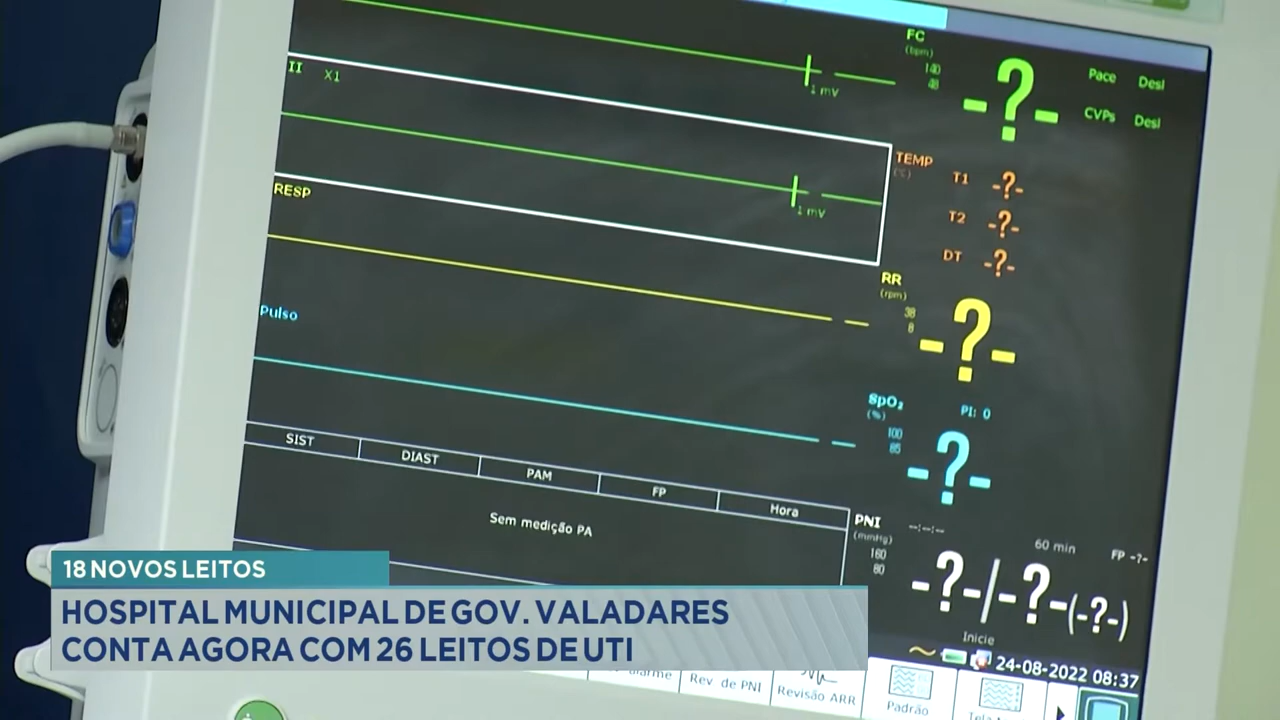 FC
(bpm)
140
48
-?-
Pace Desl
CVPs Desl
1 mV
II X1
1 mV
TEMP
(°C)
T1 -?-
T2 -?-
DT -?-
RESP
RR
(rpm)
38
8
-?-
Pulso
SpO₂
(%)
PI: 0
100
85
-?-
SIST DIAST PAM FP Hora
Sem medição PA
PNI
(mmHg)
160
80
--:--
60 min
FP -?-
-?-/-?-(-?-)
18 NOVOS LEITOS
HOSPITAL MUNICIPAL DE GOV. VALADARES
CONTA AGORA COM 26 LEITOS DE UTI
Inicie
24-08-2022 08:37
Rev. de PNI
Revisão ARR
Padrão